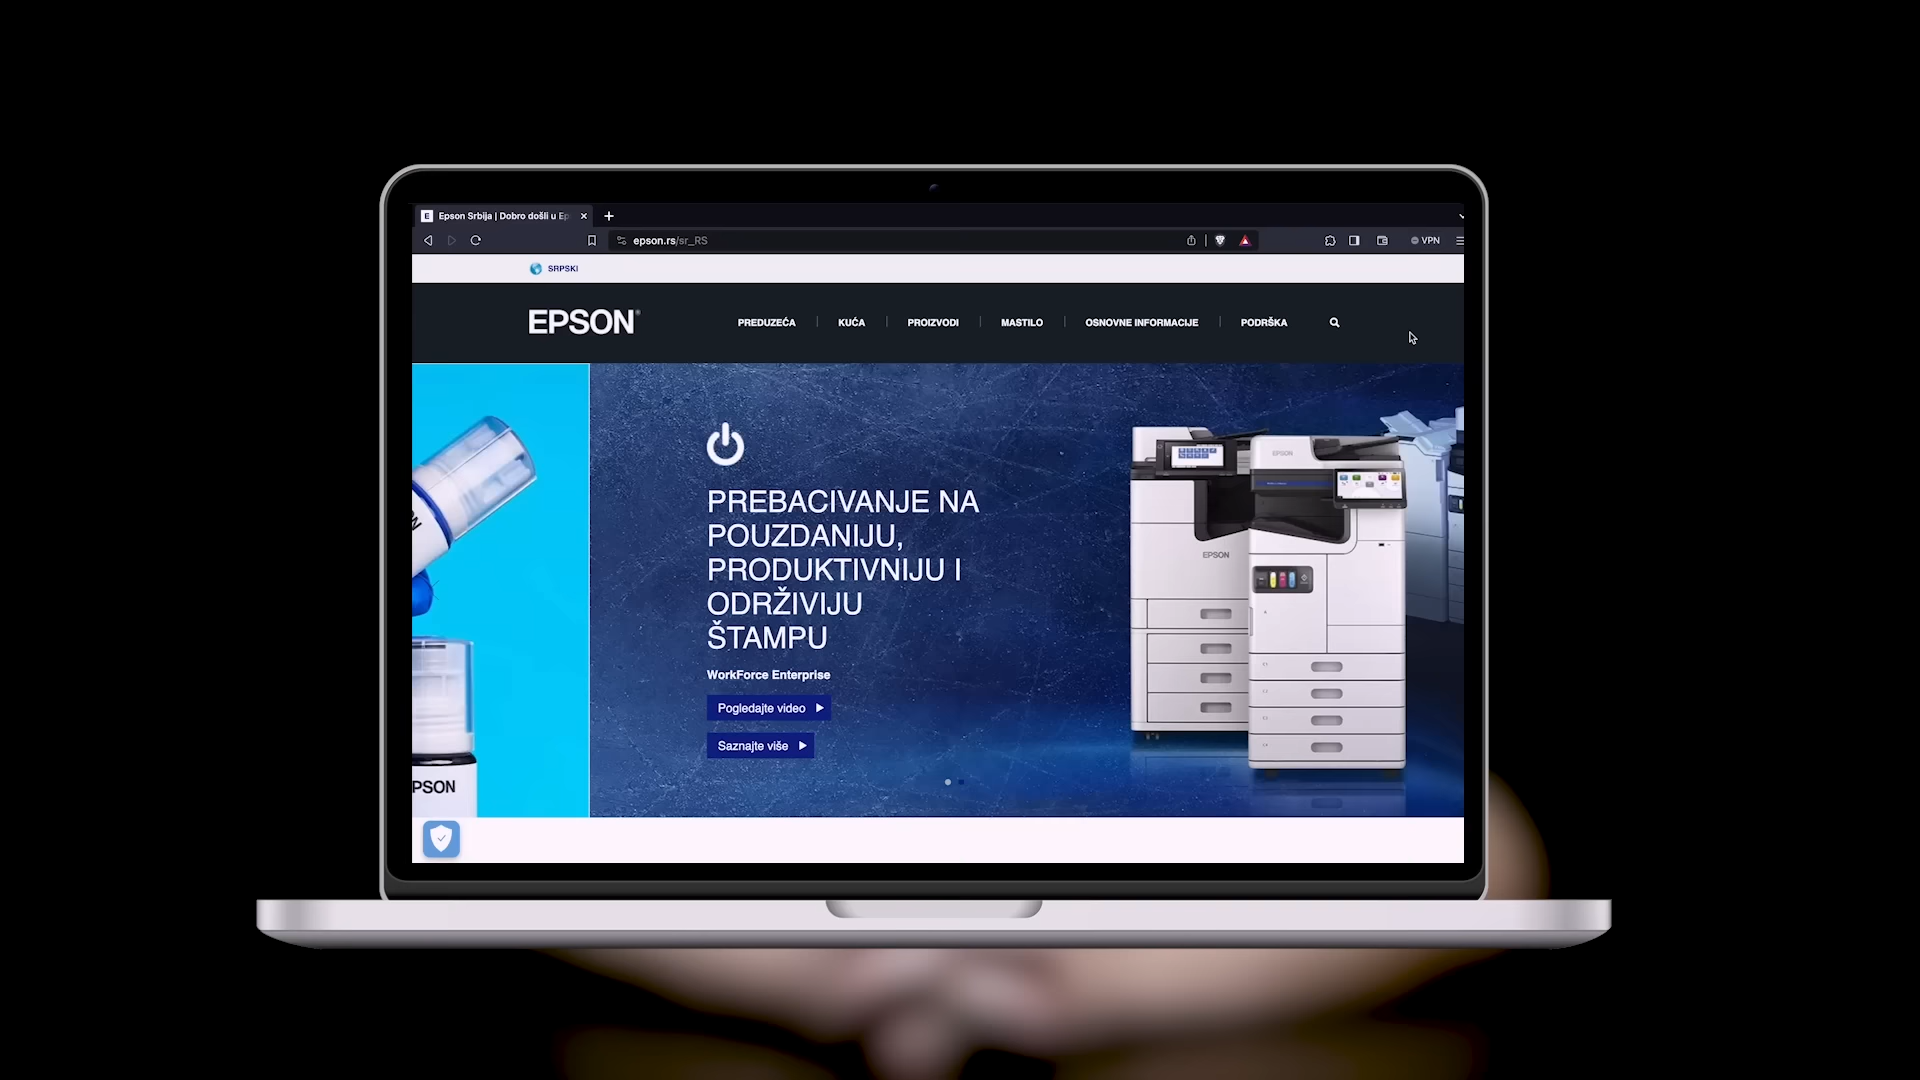 Epson Srbija | Dobro došli u Ep
epson.rs/sr_RS
VPN
SRPSKI
EPSON
PREDUZEĆA
KUĆA
PROIZVODI
MASTILO
OSNOVNE INFORMACIJE
PODRŠKA
PREBACIVANJE NA
POUZDANIJU,
PRODUKTIVNIJU I
ODRŽIVIJU
ŠTAMPU
WorkForce Enterprise
Pogledajte video
Saznajte više
EPSON
EPSON
PSON